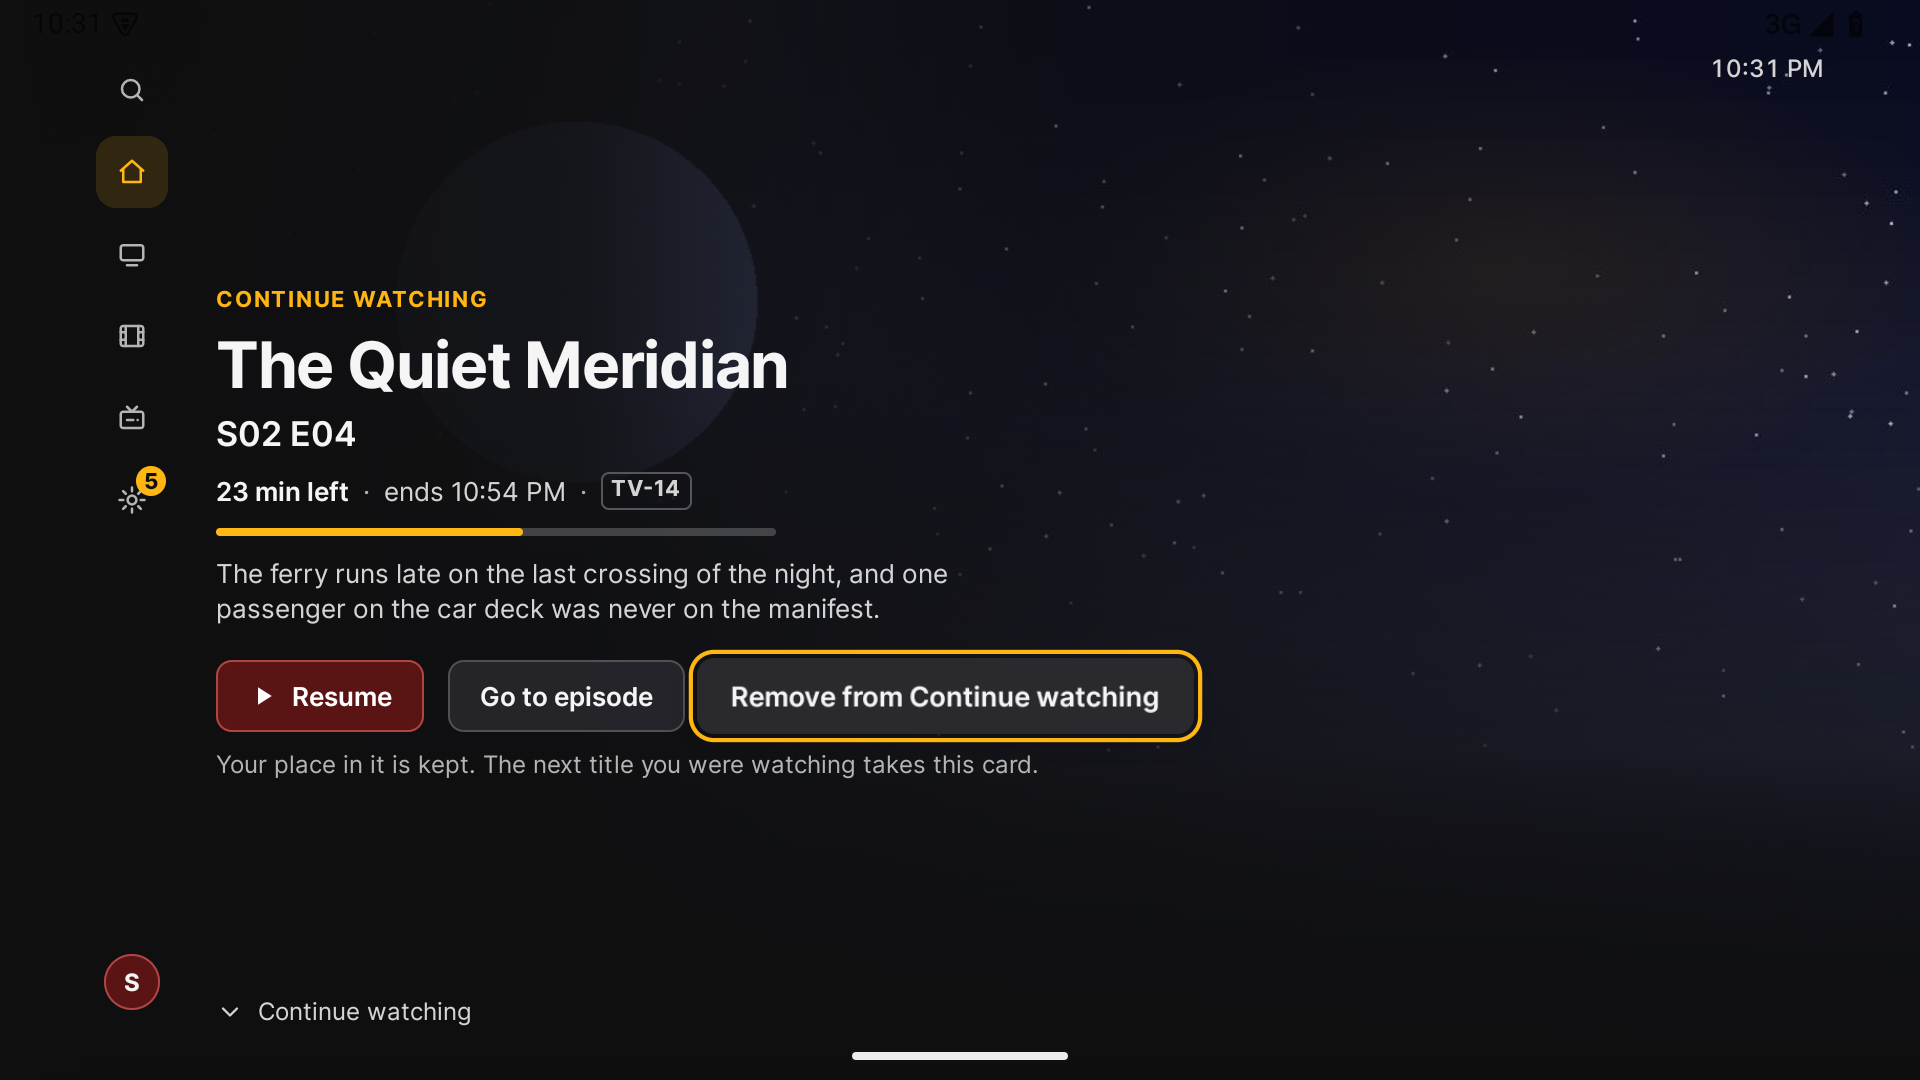 10:31
3G
10:31 PM
CONTINUE WATCHING
The Quiet Meridian
S02 E04
23 min left · ends 10:54 PM · TV-14
5
The ferry runs late on the last crossing of the night, and one
passenger on the car deck was never on the manifest.
Resume
Go to episode
Remove from Continue watching
Your place in it is kept. The next title you were watching takes this card.
S
Continue watching